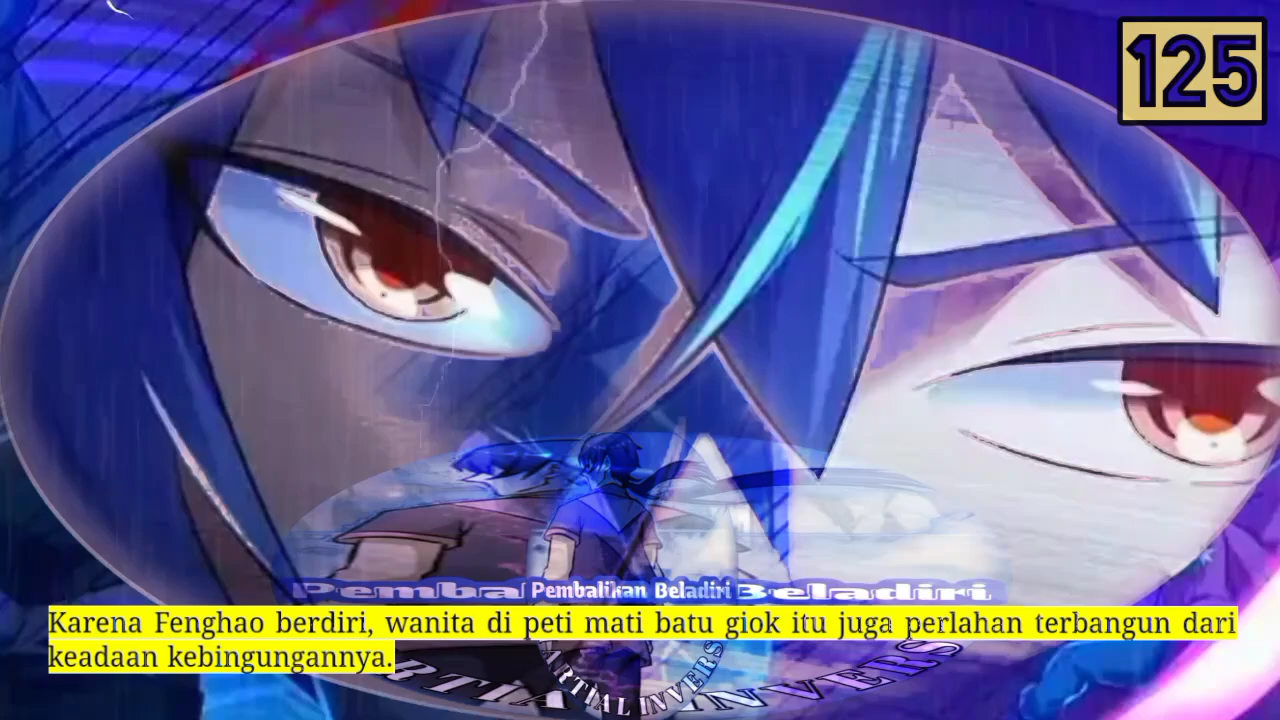 125
Pembalikan Beladiri
Karena Fenghao berdiri, wanita di peti mati batu giok itu juga perlahan terbangun dari
keadaan kebingungannya.